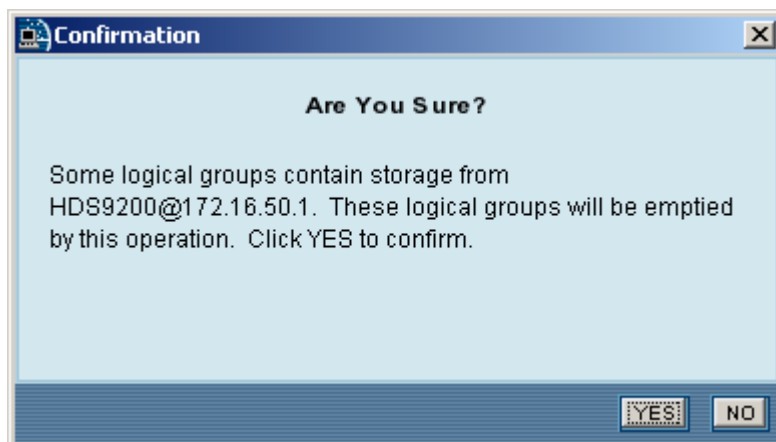 Confirmation
Are You Sure?
Some logical groups contain storage from
HDS9200@172.16.50.1. These logical groups will be emptied
by this operation. Click YES to confirm.
YES NO